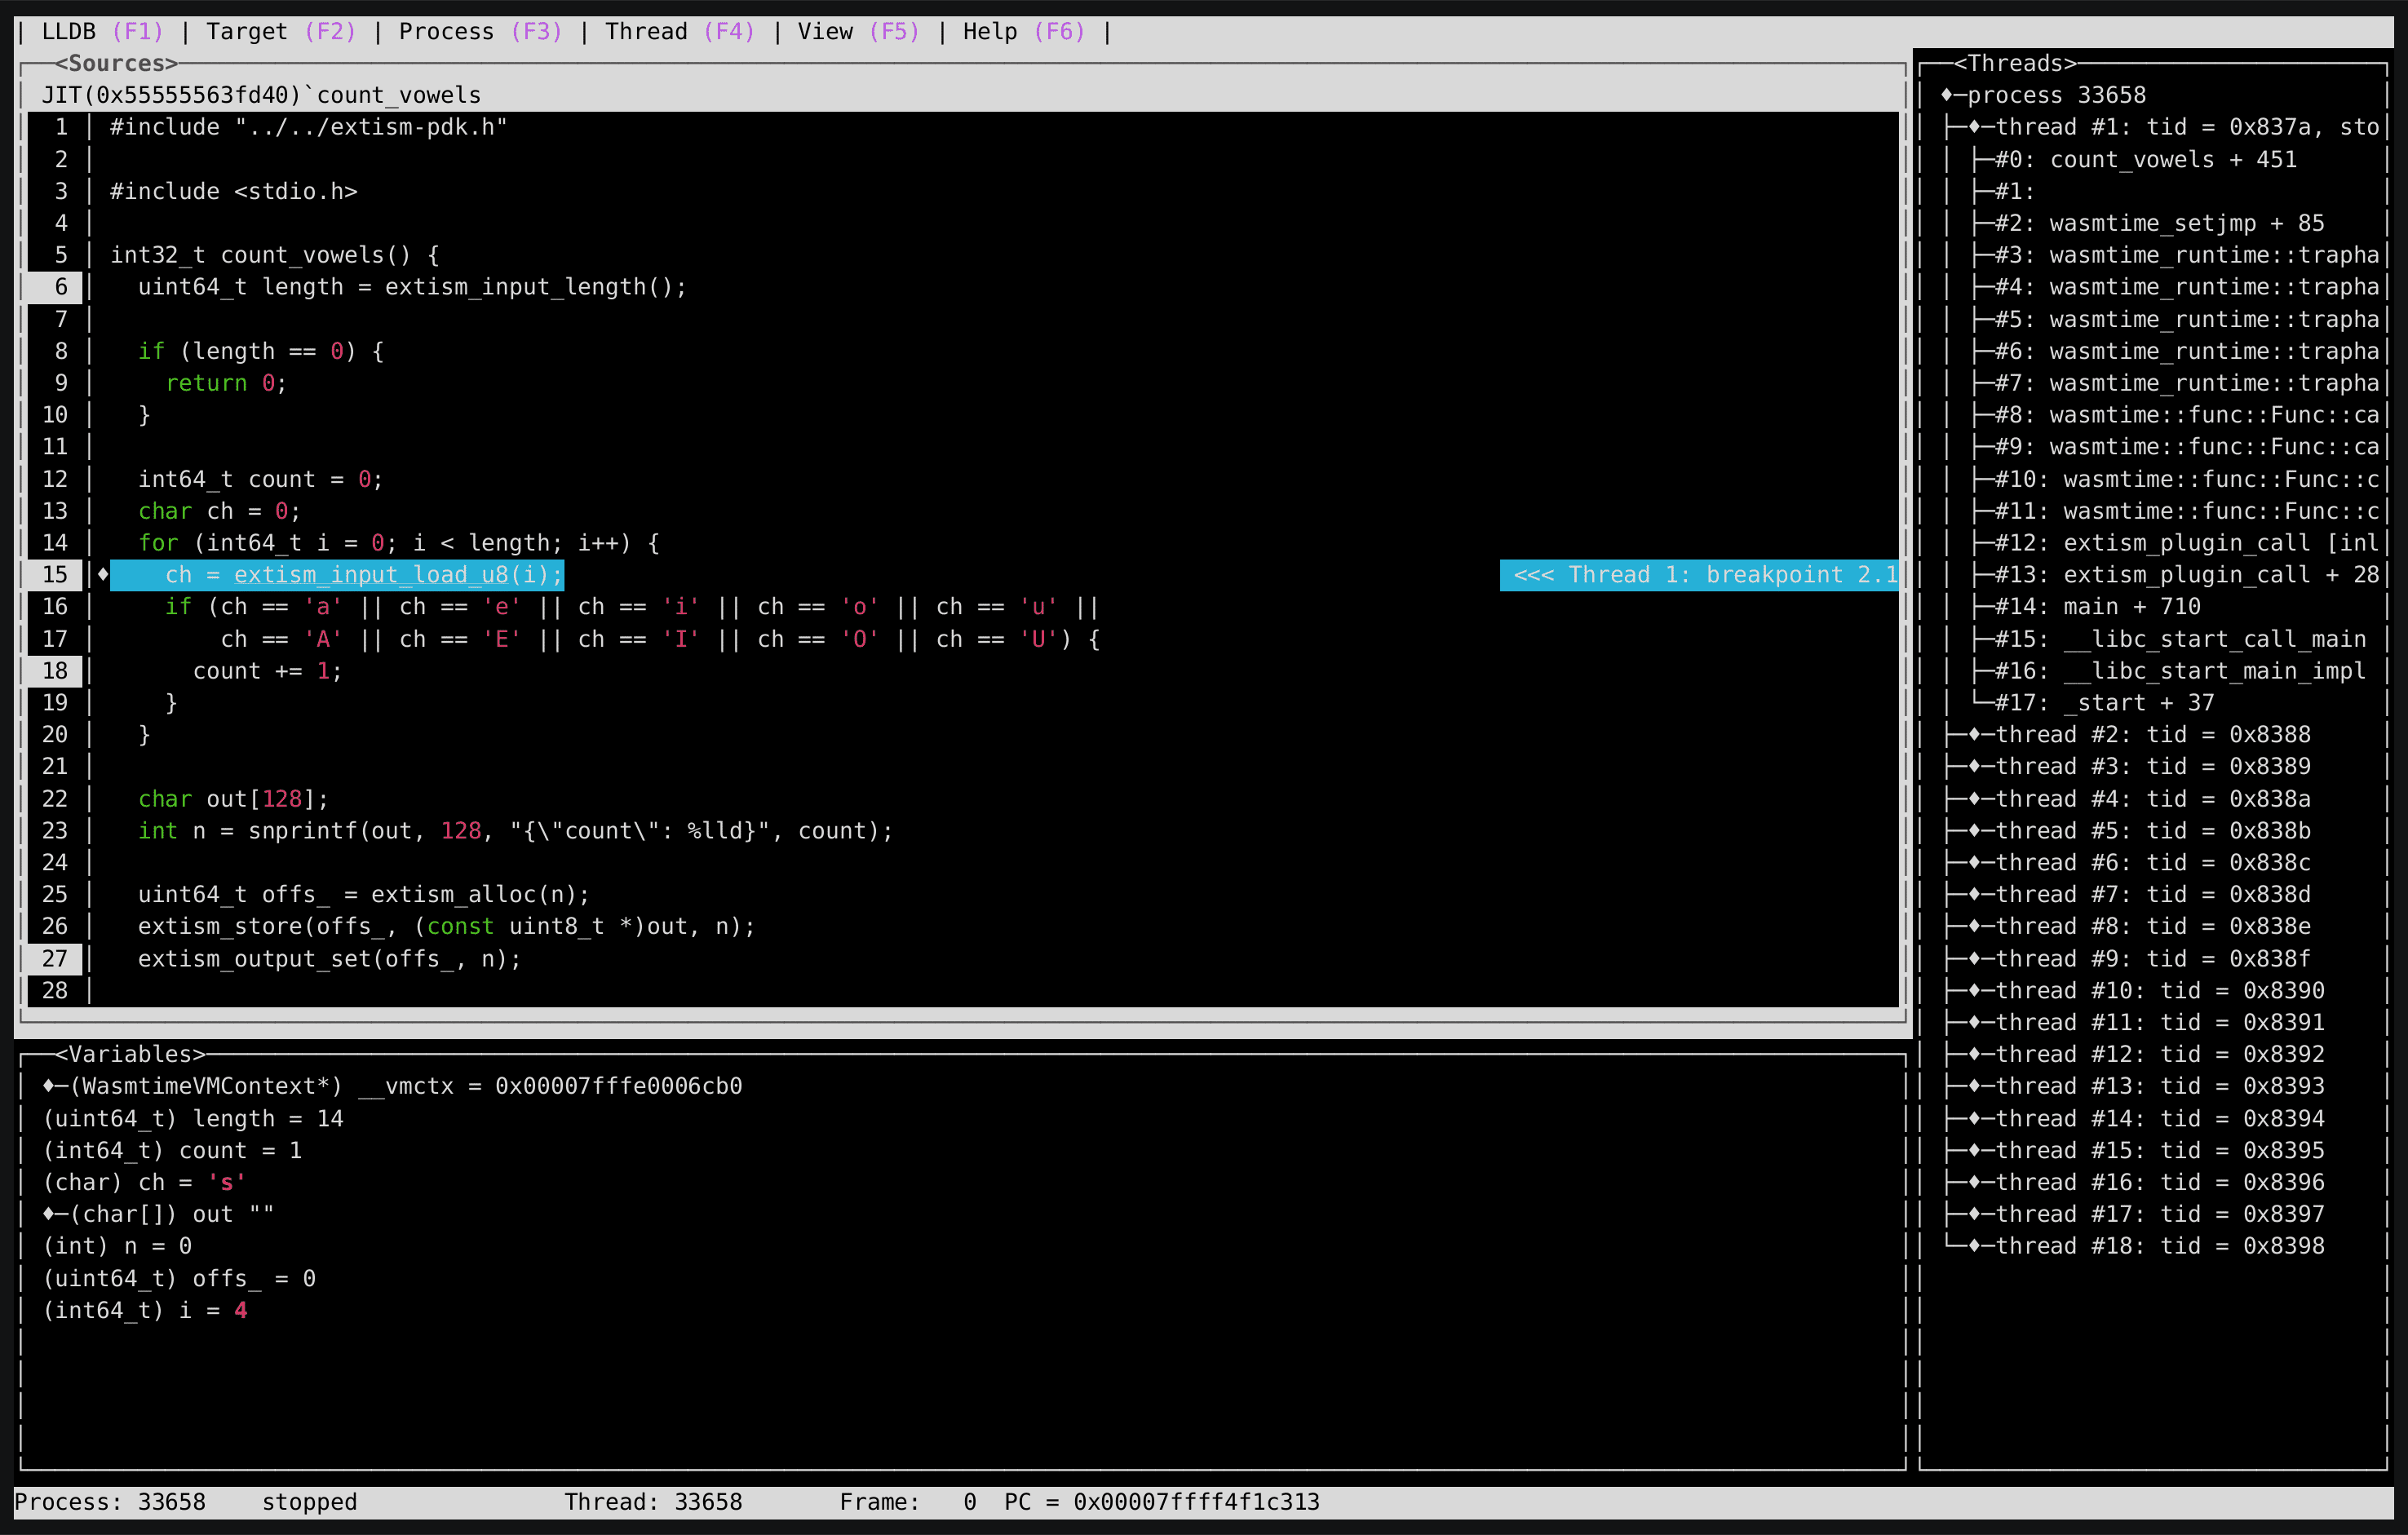 | LLDB (F1) | Target (F2) | Process (F3) | Thread (F4) | View (F5) | Help (F6) |
<Sources>
JIT(0x55555563fd40)`count_vowels
1 | #include "../../extism-pdk.h"
2 |
3 | #include <stdio.h>
4 |
5 | int32_t count_vowels() {
6 |   uint64_t length = extism_input_length();
7 |
8 |   if (length == 0) {
9 |     return 0;
10 |   }
11 |
12 |   int64_t count = 0;
13 |   char ch = 0;
14 |   for (int64_t i = 0; i < length; i++) {
15 |♦    ch = extism_input_load_u8(i); <<< Thread 1: breakpoint 2.1
16 |     if (ch == 'a' || ch == 'e' || ch == 'i' || ch == 'o' || ch == 'u' ||
17 |         ch == 'A' || ch == 'E' || ch == 'I' || ch == 'O' || ch == 'U') {
18 |       count += 1;
19 |     }
20 |   }
21 |
22 |   char out[128];
23 |   int n = snprintf(out, 128, "{\"count\": %lld}", count);
24 |
25 |   uint64_t offs_ = extism_alloc(n);
26 |   extism_store(offs_, (const uint8_t *)out, n);
27 |   extism_output_set(offs_, n);
28 |
<Variables>
♦─(WasmtimeVMContext*) __vmctx = 0x00007fffe0006cb0
(uint64_t) length = 14
(int64_t) count = 1
(char) ch = 's'
♦─(char[]) out ""
(int) n = 0
(uint64_t) offs_ = 0
(int64_t) i = 4
<Threads>
♦─process 33658
├─♦─thread #1: tid = 0x837a, sto
│ ├─#0: count_vowels + 451
│ ├─#1:
│ ├─#2: wasmtime_setjmp + 85
│ ├─#3: wasmtime_runtime::trapha
│ ├─#4: wasmtime_runtime::trapha
│ ├─#5: wasmtime_runtime::trapha
│ ├─#6: wasmtime_runtime::trapha
│ ├─#7: wasmtime_runtime::trapha
│ ├─#8: wasmtime::func::Func::ca
│ ├─#9: wasmtime::func::Func::ca
│ ├─#10: wasmtime::func::Func::c
│ ├─#11: wasmtime::func::Func::c
│ ├─#12: extism_plugin_call [inl
│ ├─#13: extism_plugin_call + 28
│ ├─#14: main + 710
│ ├─#15: __libc_start_call_main
│ ├─#16: __libc_start_main_impl
│ └─#17: _start + 37
├─♦─thread #2: tid = 0x8388
├─♦─thread #3: tid = 0x8389
├─♦─thread #4: tid = 0x838a
├─♦─thread #5: tid = 0x838b
├─♦─thread #6: tid = 0x838c
├─♦─thread #7: tid = 0x838d
├─♦─thread #8: tid = 0x838e
├─♦─thread #9: tid = 0x838f
├─♦─thread #10: tid = 0x8390
├─♦─thread #11: tid = 0x8391
├─♦─thread #12: tid = 0x8392
├─♦─thread #13: tid = 0x8393
├─♦─thread #14: tid = 0x8394
├─♦─thread #15: tid = 0x8395
├─♦─thread #16: tid = 0x8396
├─♦─thread #17: tid = 0x8397
└─♦─thread #18: tid = 0x8398
Process: 33658    stopped    Thread: 33658    Frame:   0  PC = 0x00007ffff4f1c313